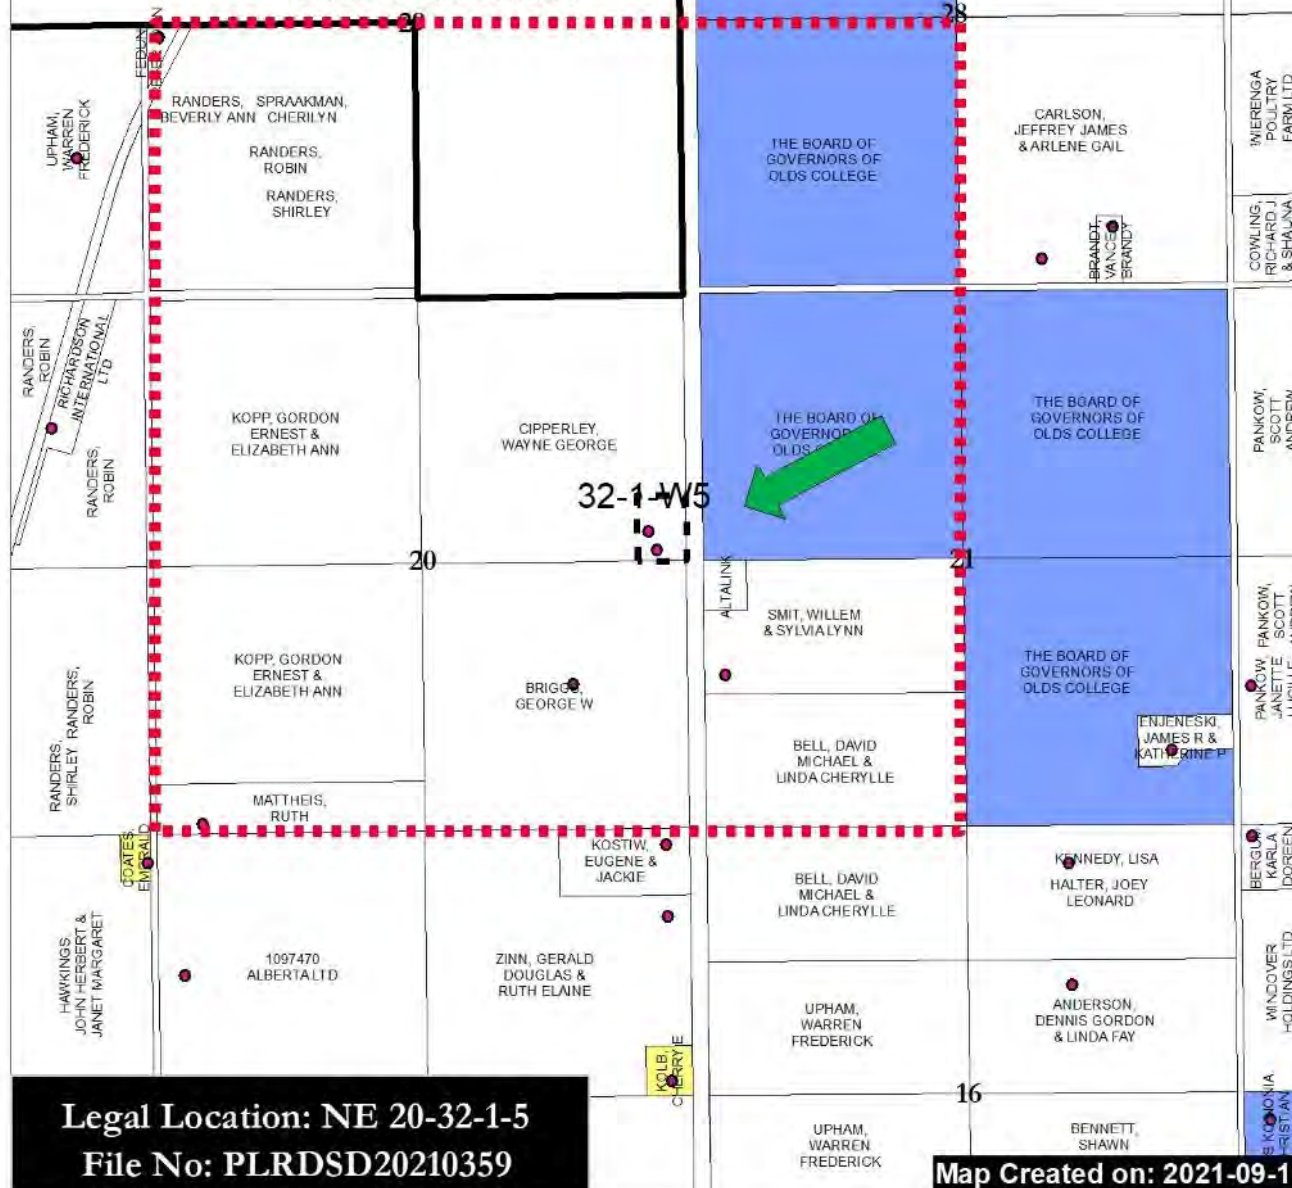 28
FEDUN
UPHAM,
WARREN
FREDERICK
RANDERS, SPRAAKMAN,
BEVERLY ANN CHERILYN
RANDERS,
ROBIN
RANDERS,
SHIRLEY
THE BOARD OF
GOVERNORS OF
OLDS COLLEGE
CARLSON,
JEFFREY JAMES
& ARLENE GAIL
BRANDT,
VANCE
BRANDY
WIERENGA
POULTRY
FARM LTD
COWLING,
RICHARD J.
& SHAUNA
RANDERS,
ROBIN
RICHARDSON
INTERNATIONAL
LTD
RANDERS,
ROBIN
KOPP, GORDON
ERNEST &
ELIZABETH ANN
CIPPERLEY,
WAYNE GEORGE
THE BOARD OF
GOVERNOR
OLDS
THE BOARD OF
GOVERNORS OF
OLDS COLLEGE
PANKOW,
SCOTT
ANDREW
32-1-W5
20
21
ALTALINK
SMIT, WILLEM
& SYLVIA LYNN
RANDERS,
SHIRLEY
RANDERS,
ROBIN
KOPP, GORDON
ERNEST &
ELIZABETH ANN
BRIGGS,
GEORGE W
THE BOARD OF
GOVERNORS OF
OLDS COLLEGE
PANKOW,
SCOTT
PANKOW,
JANETTE
ENJENESKI,
JAMES R &
KATHERINE P
BELL, DAVID
MICHAEL &
LINDA CHERYLLE
MATTHEIS,
RUTH
COATES,
EMERALD
KOSTIW,
EUGENE &
JACKIE
BELL, DAVID
MICHAEL &
LINDA CHERYLLE
KENNEDY, LISA
HALTER, JOEY
LEONARD
BERGUM
KARLA
DOREEN
HAWKINGS,
JOHN HERBERT &
JANET MARGARET
1097470
ALBERTA LTD
ZINN, GERALD
DOUGLAS &
RUTH ELAINE
UPHAM,
WARREN
FREDERICK
ANDERSON,
DENNIS GORDON
& LINDA FAY
WINDOVER
HOLDINGS LTD
KOLB,
CHERRY E
16
UPHAM,
WARREN
FREDERICK
BENNETT,
SHAWN
Legal Location: NE 20-32-1-5
File No: PLRDSD20210359
Map Created on: 2021-09-1